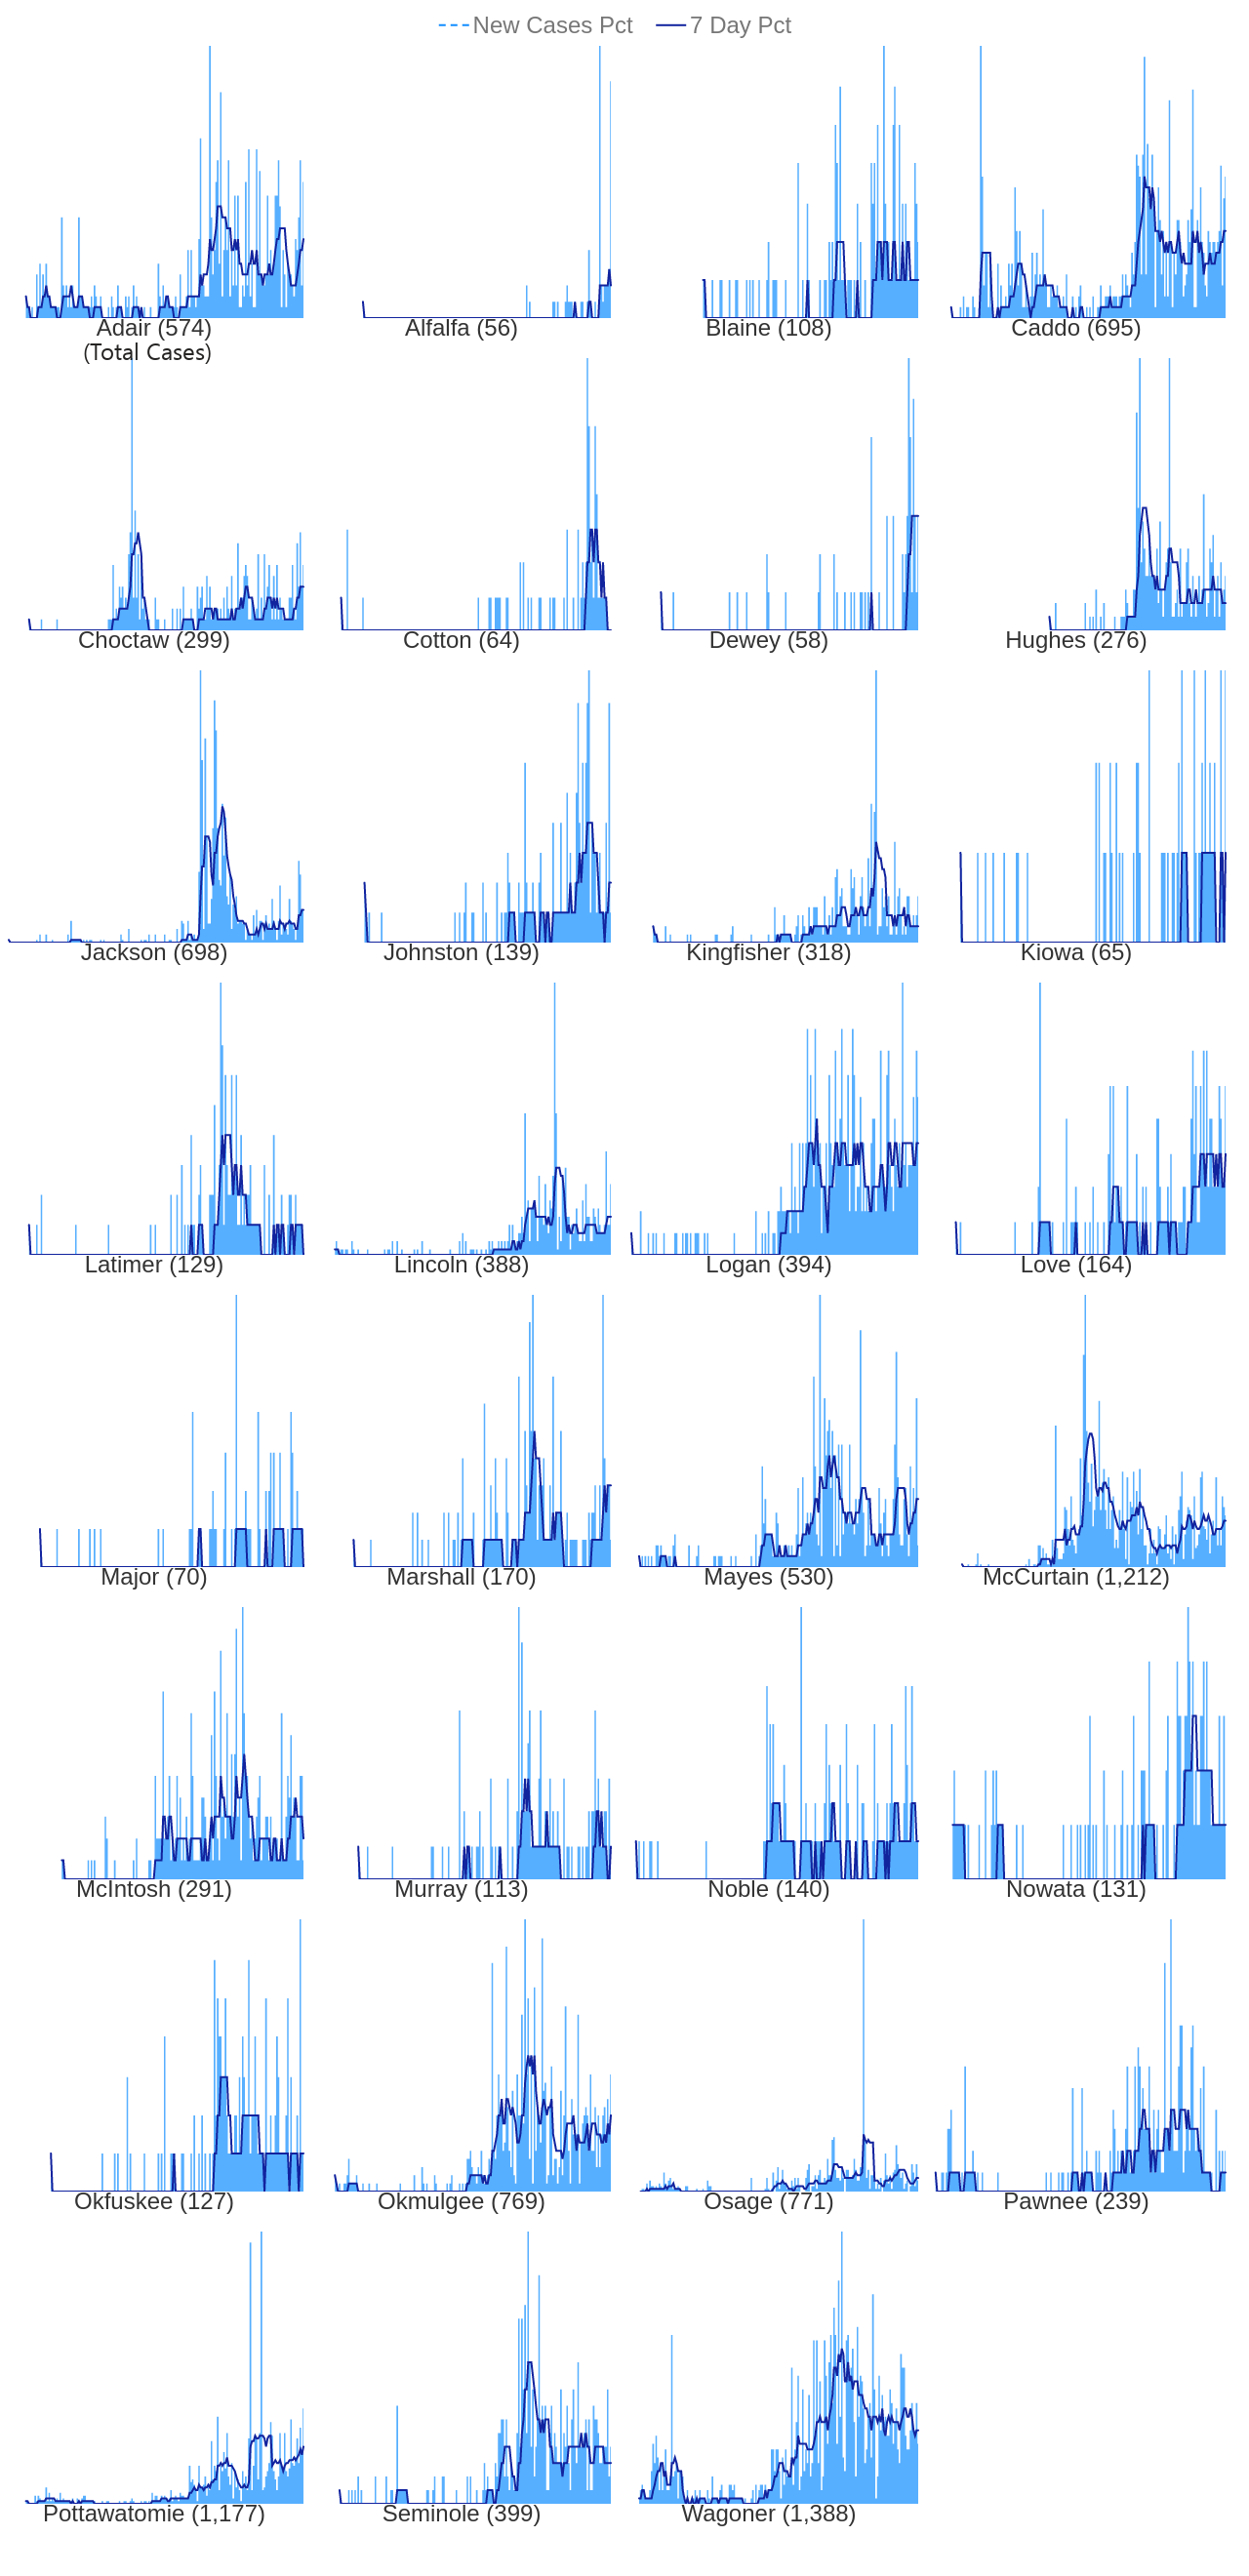 New Cases Pct 7 Day Pct
Adair (574) Alfalfa (56) Blaine (108) Caddo (695)
(Total Cases)
Choctaw (299) Cotton (64) Dewey (58) Hughes (276)
Jackson (698) Johnston (139) Kingfisher (318) Kiowa (65)
Latimer (129) Lincoln (388) Logan (394) Love (164)
Major (70) Marshall (170) Mayes (530) McCurtain (1,212)
McIntosh (291) Murray (113) Noble (140) Nowata (131)
Okfuskee (127) Okmulgee (769) Osage (771) Pawnee (239)
Pottawatomie (1,177) Seminole (399) Wagoner (1,388)